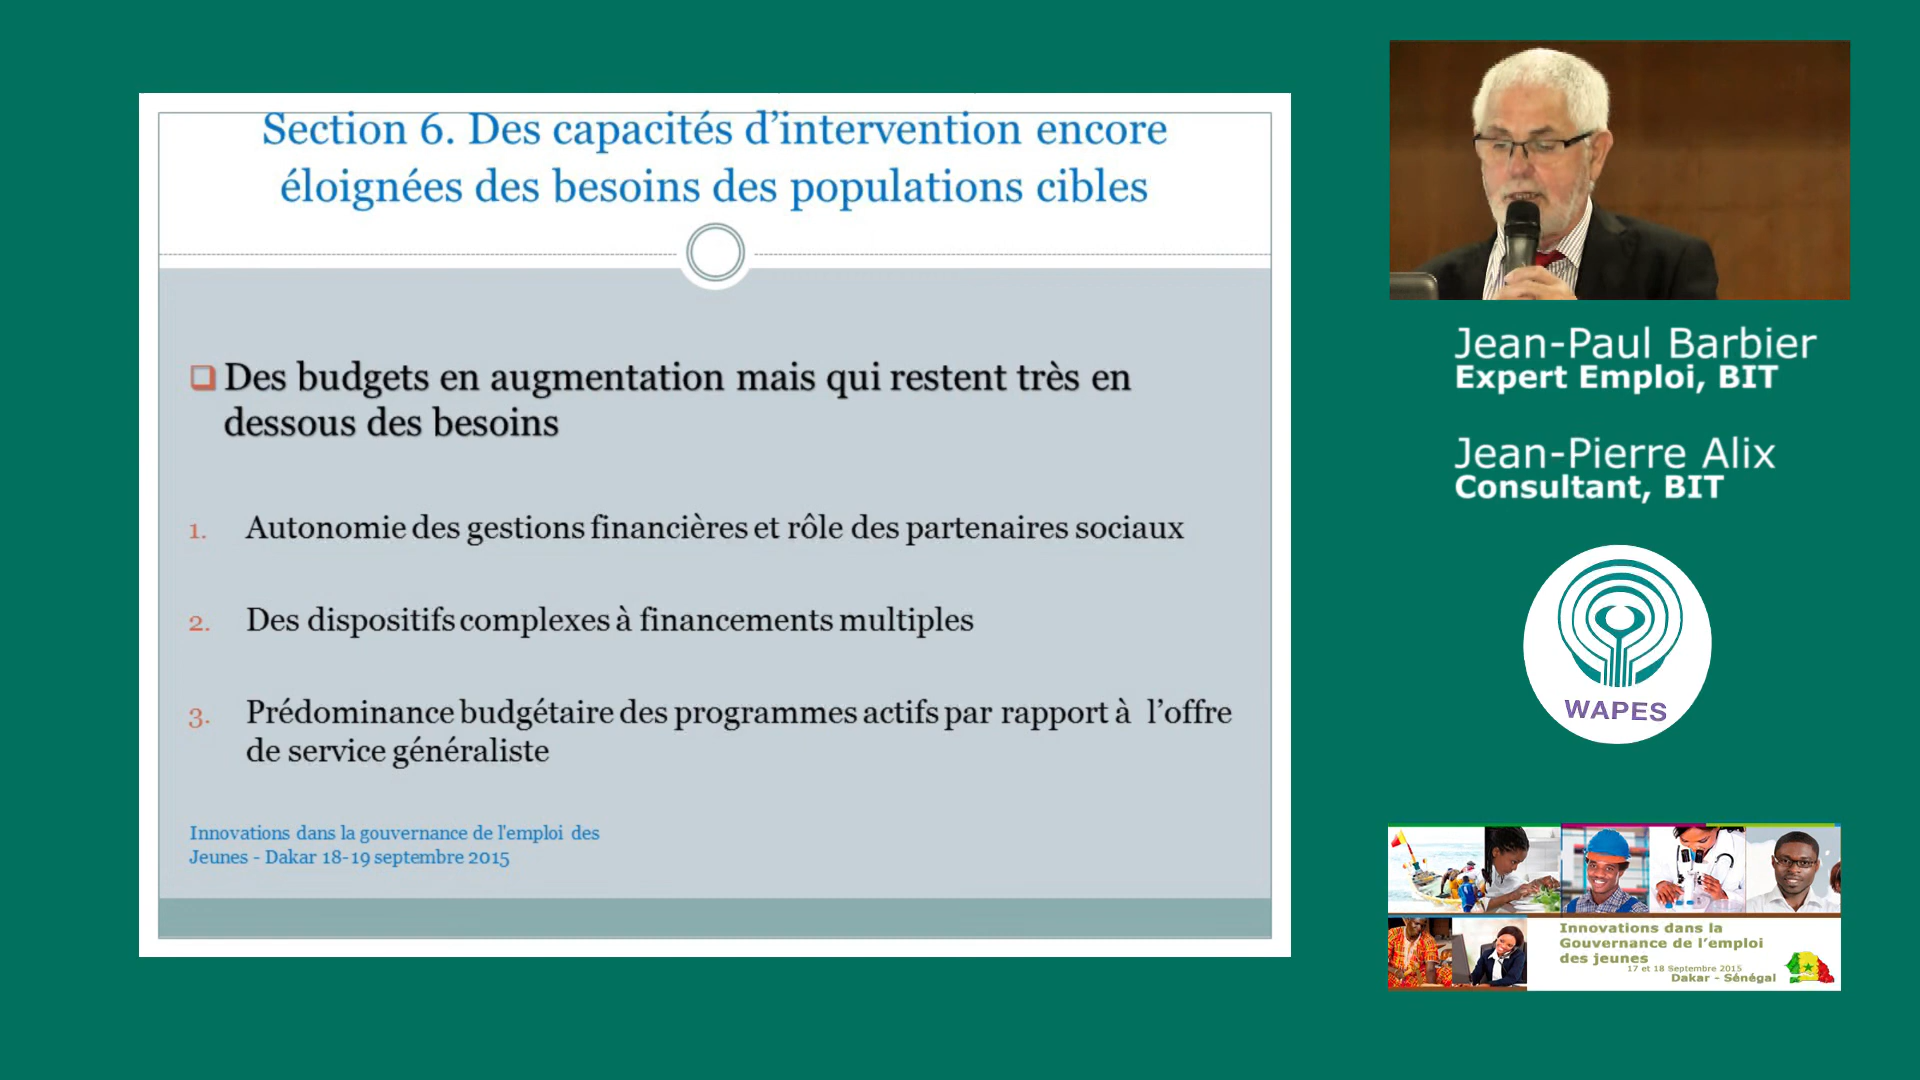 Section 6. Des capacités d’intervention encore
éloignées des besoins des populations cibles
Des budgets en augmentation mais qui restent très en
dessous des besoins
1. Autonomie des gestions financières et rôle des partenaires sociaux
2. Des dispositifs complexes à financements multiples
3. Prédominance budgétaire des programmes actifs par rapport à l’offre
de service généraliste
Innovations dans la gouvernance de l'emploi des
Jeunes - Dakar 18-19 septembre 2015
Jean-Paul Barbier
Expert Emploi, BIT
Jean-Pierre Alix
Consultant, BIT
WAPES
Innovations dans la
Gouvernance de l’emploi
des jeunes
17 et 18 Septembre 2015
Dakar - Sénégal